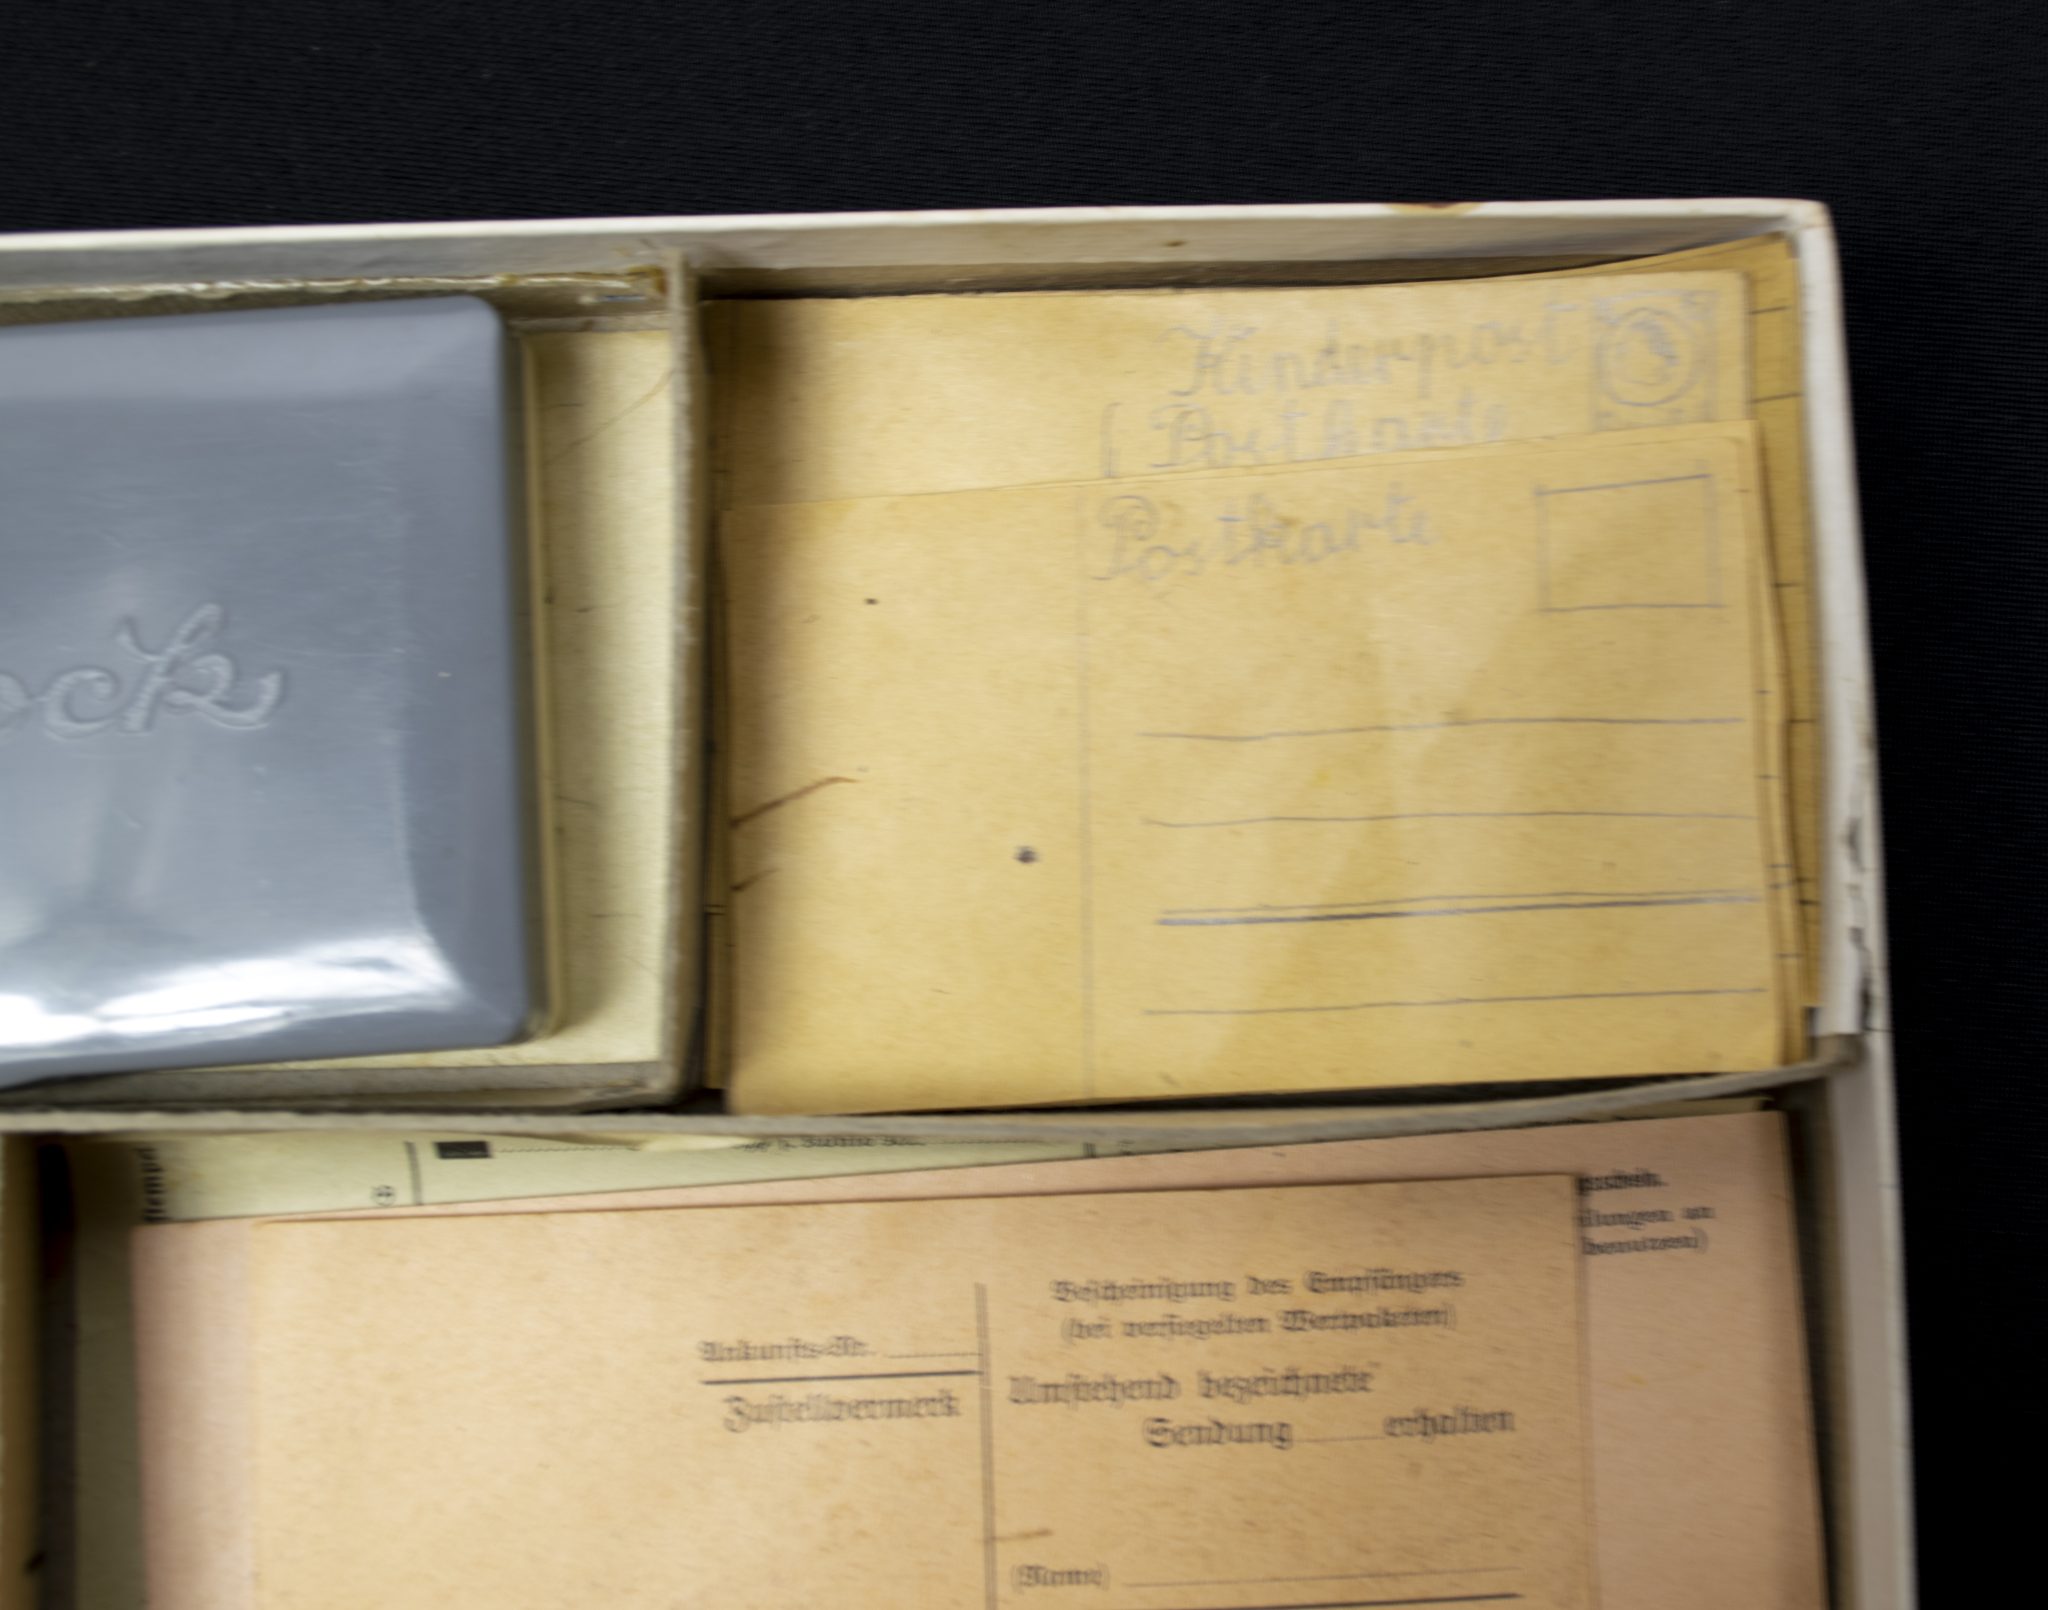 Kinderpost
Postkarte
Postkarte
ock
Bescheinigung des Empfängers
(bei versiegelten Wertpaketen)
Ankunfts-Nr.
Zustellvermerk
Umstehend bezeichnete
Sendung erhalten
(Name)